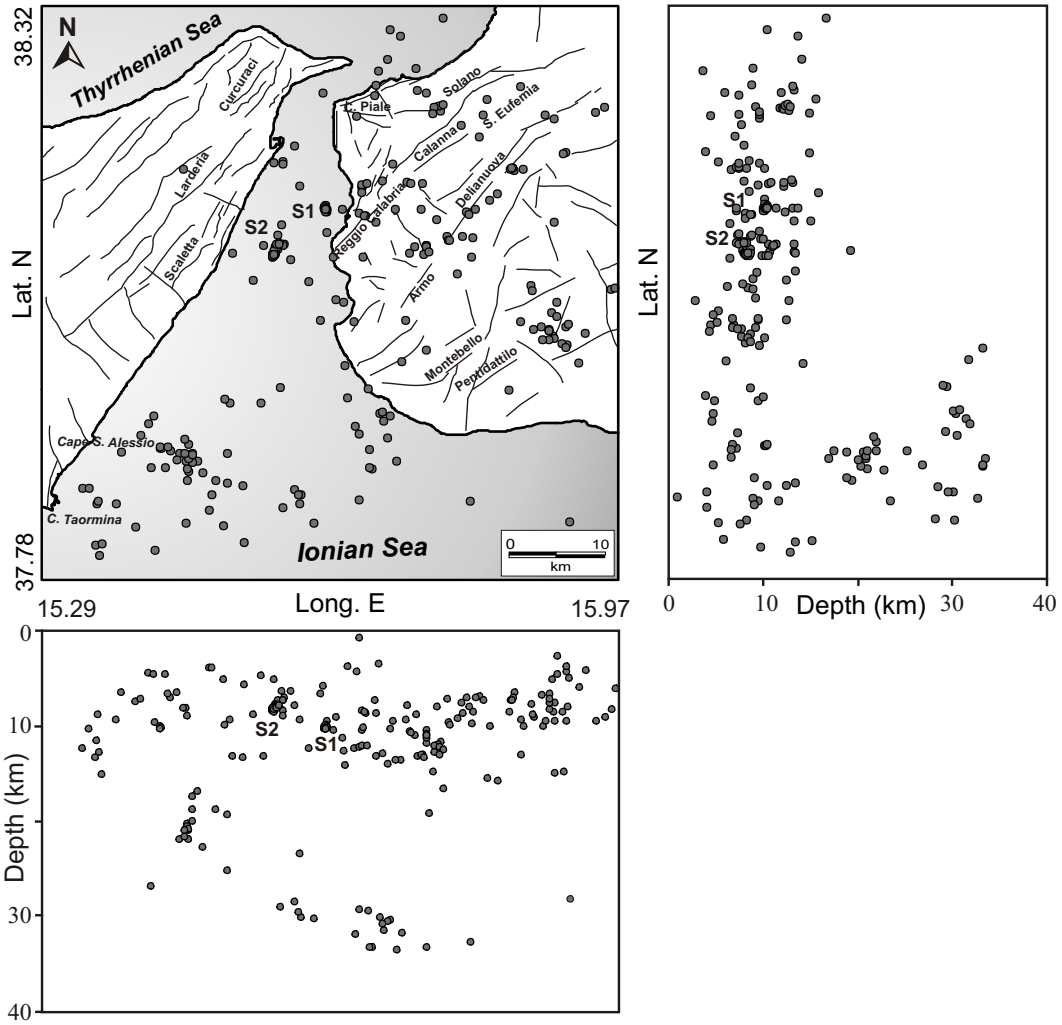 38.32
N
Thyrrhenian Sea
Curcuraci
Solano
C. Piale
S. Eufemia
Calanna
Larderia
Delianuova
S1
Reggio Calabria
S2
Scaletta
Armo
Lat. N
Montebello
Peptidattilo
Cape S. Alessio
C. Taormina
Ionian Sea
0 10
km
37.78
15.29 Long. E 15.97
Lat. N
S1
S2
0 10 Depth (km) 30 40
0
10
S2
S1
Depth (km)
30
40